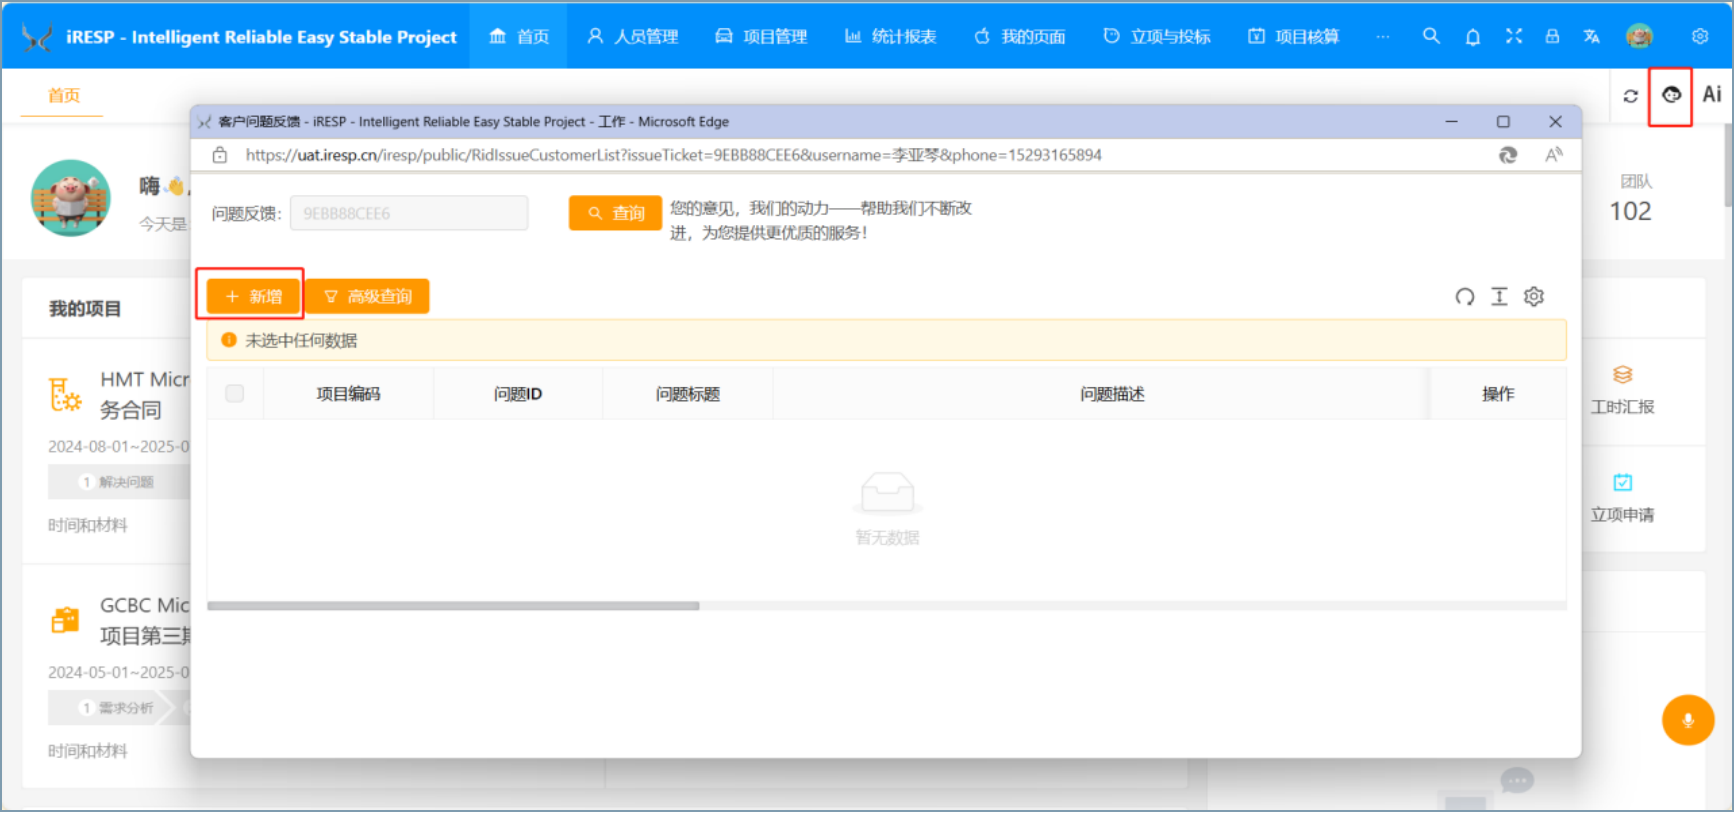 iRESP - Intelligent Reliable Easy Stable Project 首页 人员管理 项目管理 统计报表 我的页面 立项与投标 项目核算 ...
首页 Ai
客户问题反馈 - iRESP - Intelligent Reliable Easy Stable Project - 工作 - Microsoft Edge
https://uat.iresp.cn/iresp/public/RidIssueCustomerList?issueTicket=9EBB88CEE6&username=李亚琴&phone=15293165894
嗨👋,
今天是
团队
102
问题反馈: 9EBB88CEE6 查询
您的意见，我们的动力——帮助我们不断改
进，为您提供更优质的服务！
+ 新增 高级查询
未选中任何数据
项目编码 问题ID 问题标题 问题描述 操作
暂无数据
我的项目
HMT Micr
务合同
2024-08-01~2025-0
1 解决问题
时间和材料
GCBC Mic
项目第三期
2024-05-01~2025-0
1 需求分析
时间和材料
工时汇报
立项申请